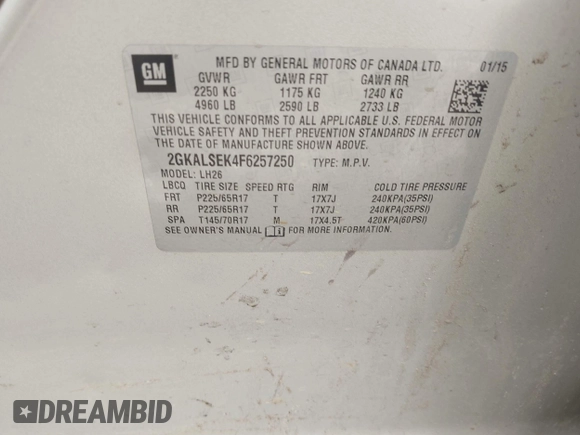 GM
MFD BY GENERAL MOTORS OF CANADA LTD. 01/15
GVWR GAWR FRT GAWR RR
2250 KG 1175 KG 1240 KG
4960 LB 2590 LB 2733 LB
THIS VEHICLE CONFORMS TO ALL APPLICABLE U.S. FEDERAL MOTOR
VEHICLE SAFETY AND THEFT PREVENTION STANDARDS IN EFFECT ON
THE DATE OF MANUFACTURE SHOWN ABOVE.
2GKALSEK4F6257250 TYPE: M.P.V.
MODEL: LH26
LBCQ TIRE SIZE SPEED RTG RIM COLD TIRE PRESSURE
FRT P225/65R17 T 17X7J 240KPA(35PSI)
RR P225/65R17 T 17X7J 240KPA(35PSI)
SPA T145/70R17 M 17X4.5T 420KPA(60PSI)
SEE OWNER'S MANUAL FOR MORE INFORMATION.
DREAMBID